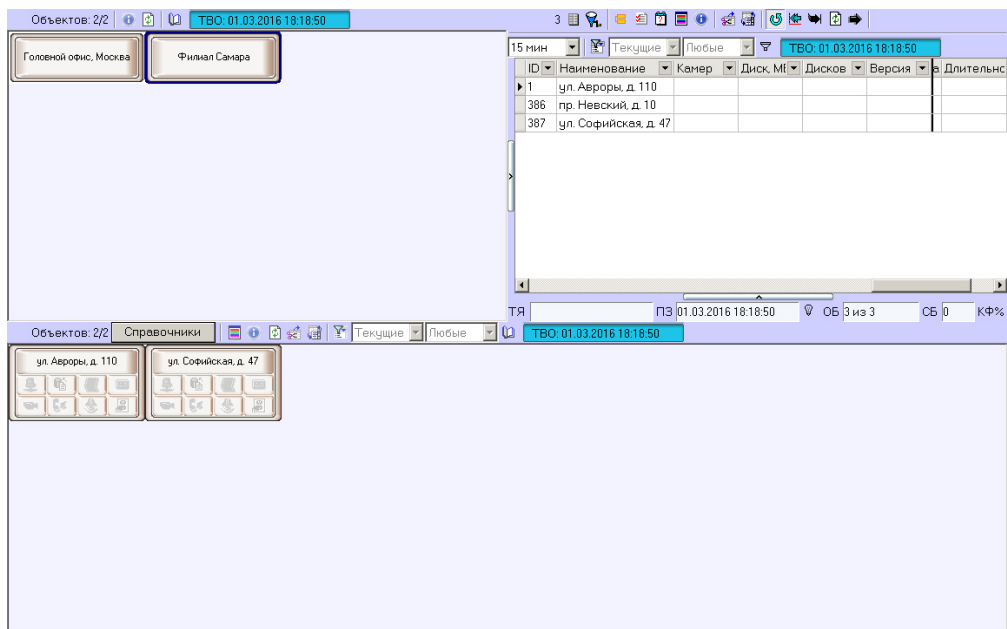 Объектов: 2/2 ТВО: 01.03.2016 18:18:50
Головной офис, Москва Филиал Самара
3
15 мин Текущие Любые ТВО: 01.03.2016 18:18:50
ID Наименование Камер Диск, МБ Дисков Версия а Длительнс
1 ул. Авроры, д. 110
386 пр. Невский, д. 10
387 ул. Софийская, д. 47
ТЯ ПЗ 01.03.2016 18:18:50 ОБ 3 из 3 СБ 0 КФ%
Объектов: 2/2 Справочники Текущие Любые ТВО: 01.03.2016 18:18:50
ул. Авроры, д. 110 ул. Софийская, д. 47